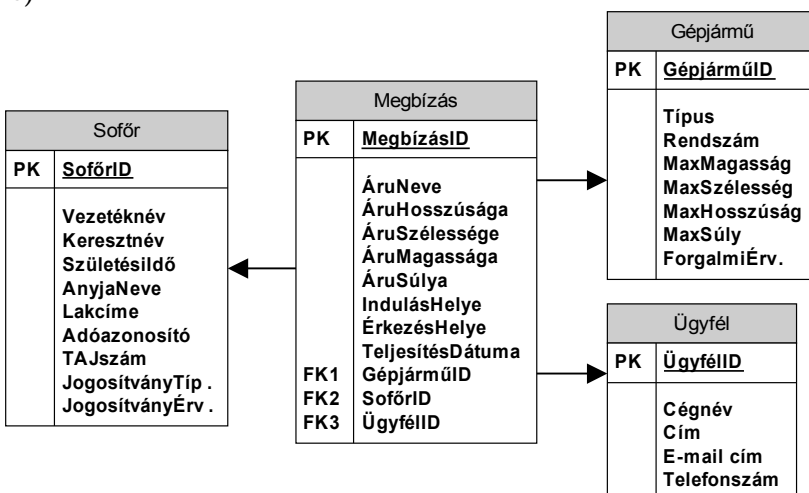 Sofőr
PK SofőrID
Vezetéknév
Keresztnév
SzületésiIdő
AnyjaNeve
Lakcíme
Adóazonosító
TAJszám
JogosítványTíp .
JogosítványÉrv .
Megbízás
PK MegbízásID
ÁruNeve
ÁruHosszúsága
ÁruSzélessége
ÁruMagassága
ÁruSúlya
IndulásHelye
ÉrkezésHelye
TeljesítésDátuma
FK1 GépjárműID
FK2 SofőrID
FK3 ÜgyfélID
Gépjármű
PK GépjárműID
Típus
Rendszám
MaxMagasság
MaxSzélesség
MaxHosszúság
MaxSúly
ForgalmiÉrv.
Ügyfél
PK ÜgyfélID
Cégnév
Cím
E-mail cím
Telefonszám